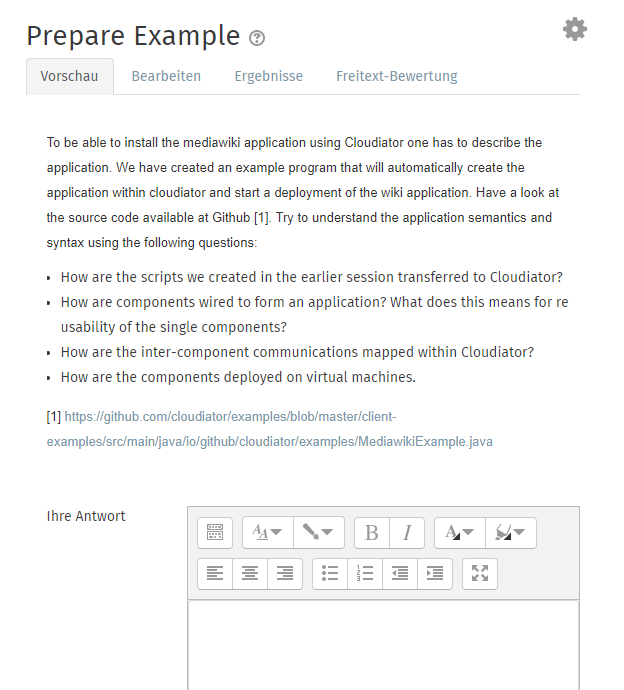 Prepare Example
Vorschau Bearbeiten Ergebnisse Freitext-Bewertung
To be able to install the mediawiki application using Cloudiator one has to describe the
application. We have created an example program that will automatically create the
application within cloudiator and start a deployment of the wiki application. Have a look at
the source code available at Github [1]. Try to understand the application semantics and
syntax using the following questions:
• How are the scripts we created in the earlier session transferred to Cloudiator?
• How are components wired to form an application? What does this means for re
usability of the single components?
• How are the inter-component communications mapped within Cloudiator?
• How are the components deployed on virtual machines.
[1] https://github.com/cloudiator/examples/blob/master/client-
examples/src/main/java/io/github/cloudiator/examples/MediawikiExample.java
Ihre Antwort